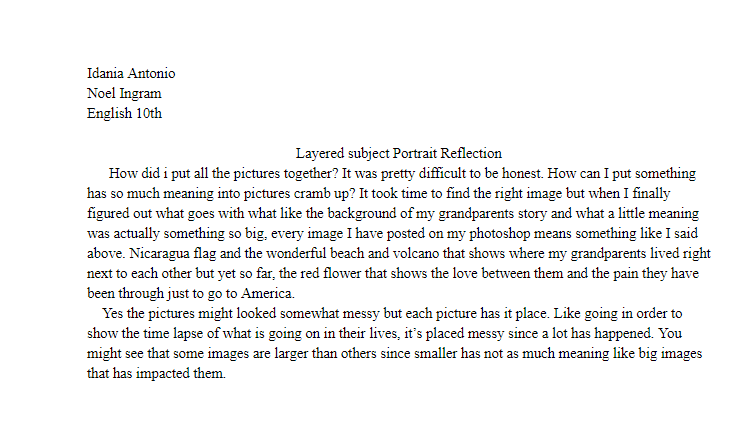 Idania Antonio
Noel Ingram
English 10th
Layered subject Portrait Reflection
How did i put all the pictures together? It was pretty difficult to be honest. How can I put something
has so much meaning into pictures cramb up? It took time to find the right image but when I finally
figured out what goes with what like the background of my grandparents story and what a little meaning
was actually something so big, every image I have posted on my photoshop means something like I said
above. Nicaragua flag and the wonderful beach and volcano that shows where my grandparents lived right
next to each other but yet so far, the red flower that shows the love between them and the pain they have
been through just to go to America.
Yes the pictures might looked somewhat messy but each picture has it place. Like going in order to
show the time lapse of what is going on in their lives, it’s placed messy since a lot has happened. You
might see that some images are larger than others since smaller has not as much meaning like big images
that has impacted them.